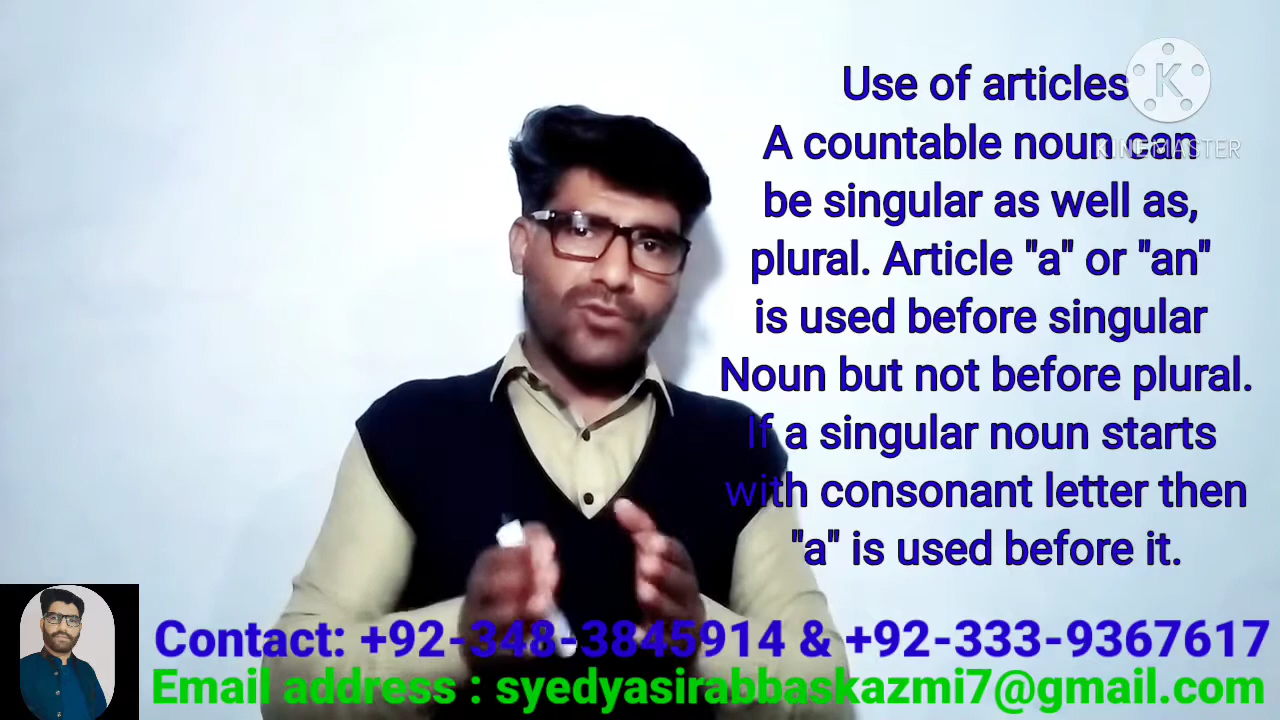 Use of articles
A countable noun can
be singular as well as,
plural. Article "a" or "an"
is used before singular
Noun but not before plural.
If a singular noun starts
with consonant letter then
"a" is used before it.
K
KINEMASTER
Contact: +92-348-3845914 & +92-333-9367617
Email address : syedyasirabbaskazmi7@gmail.com